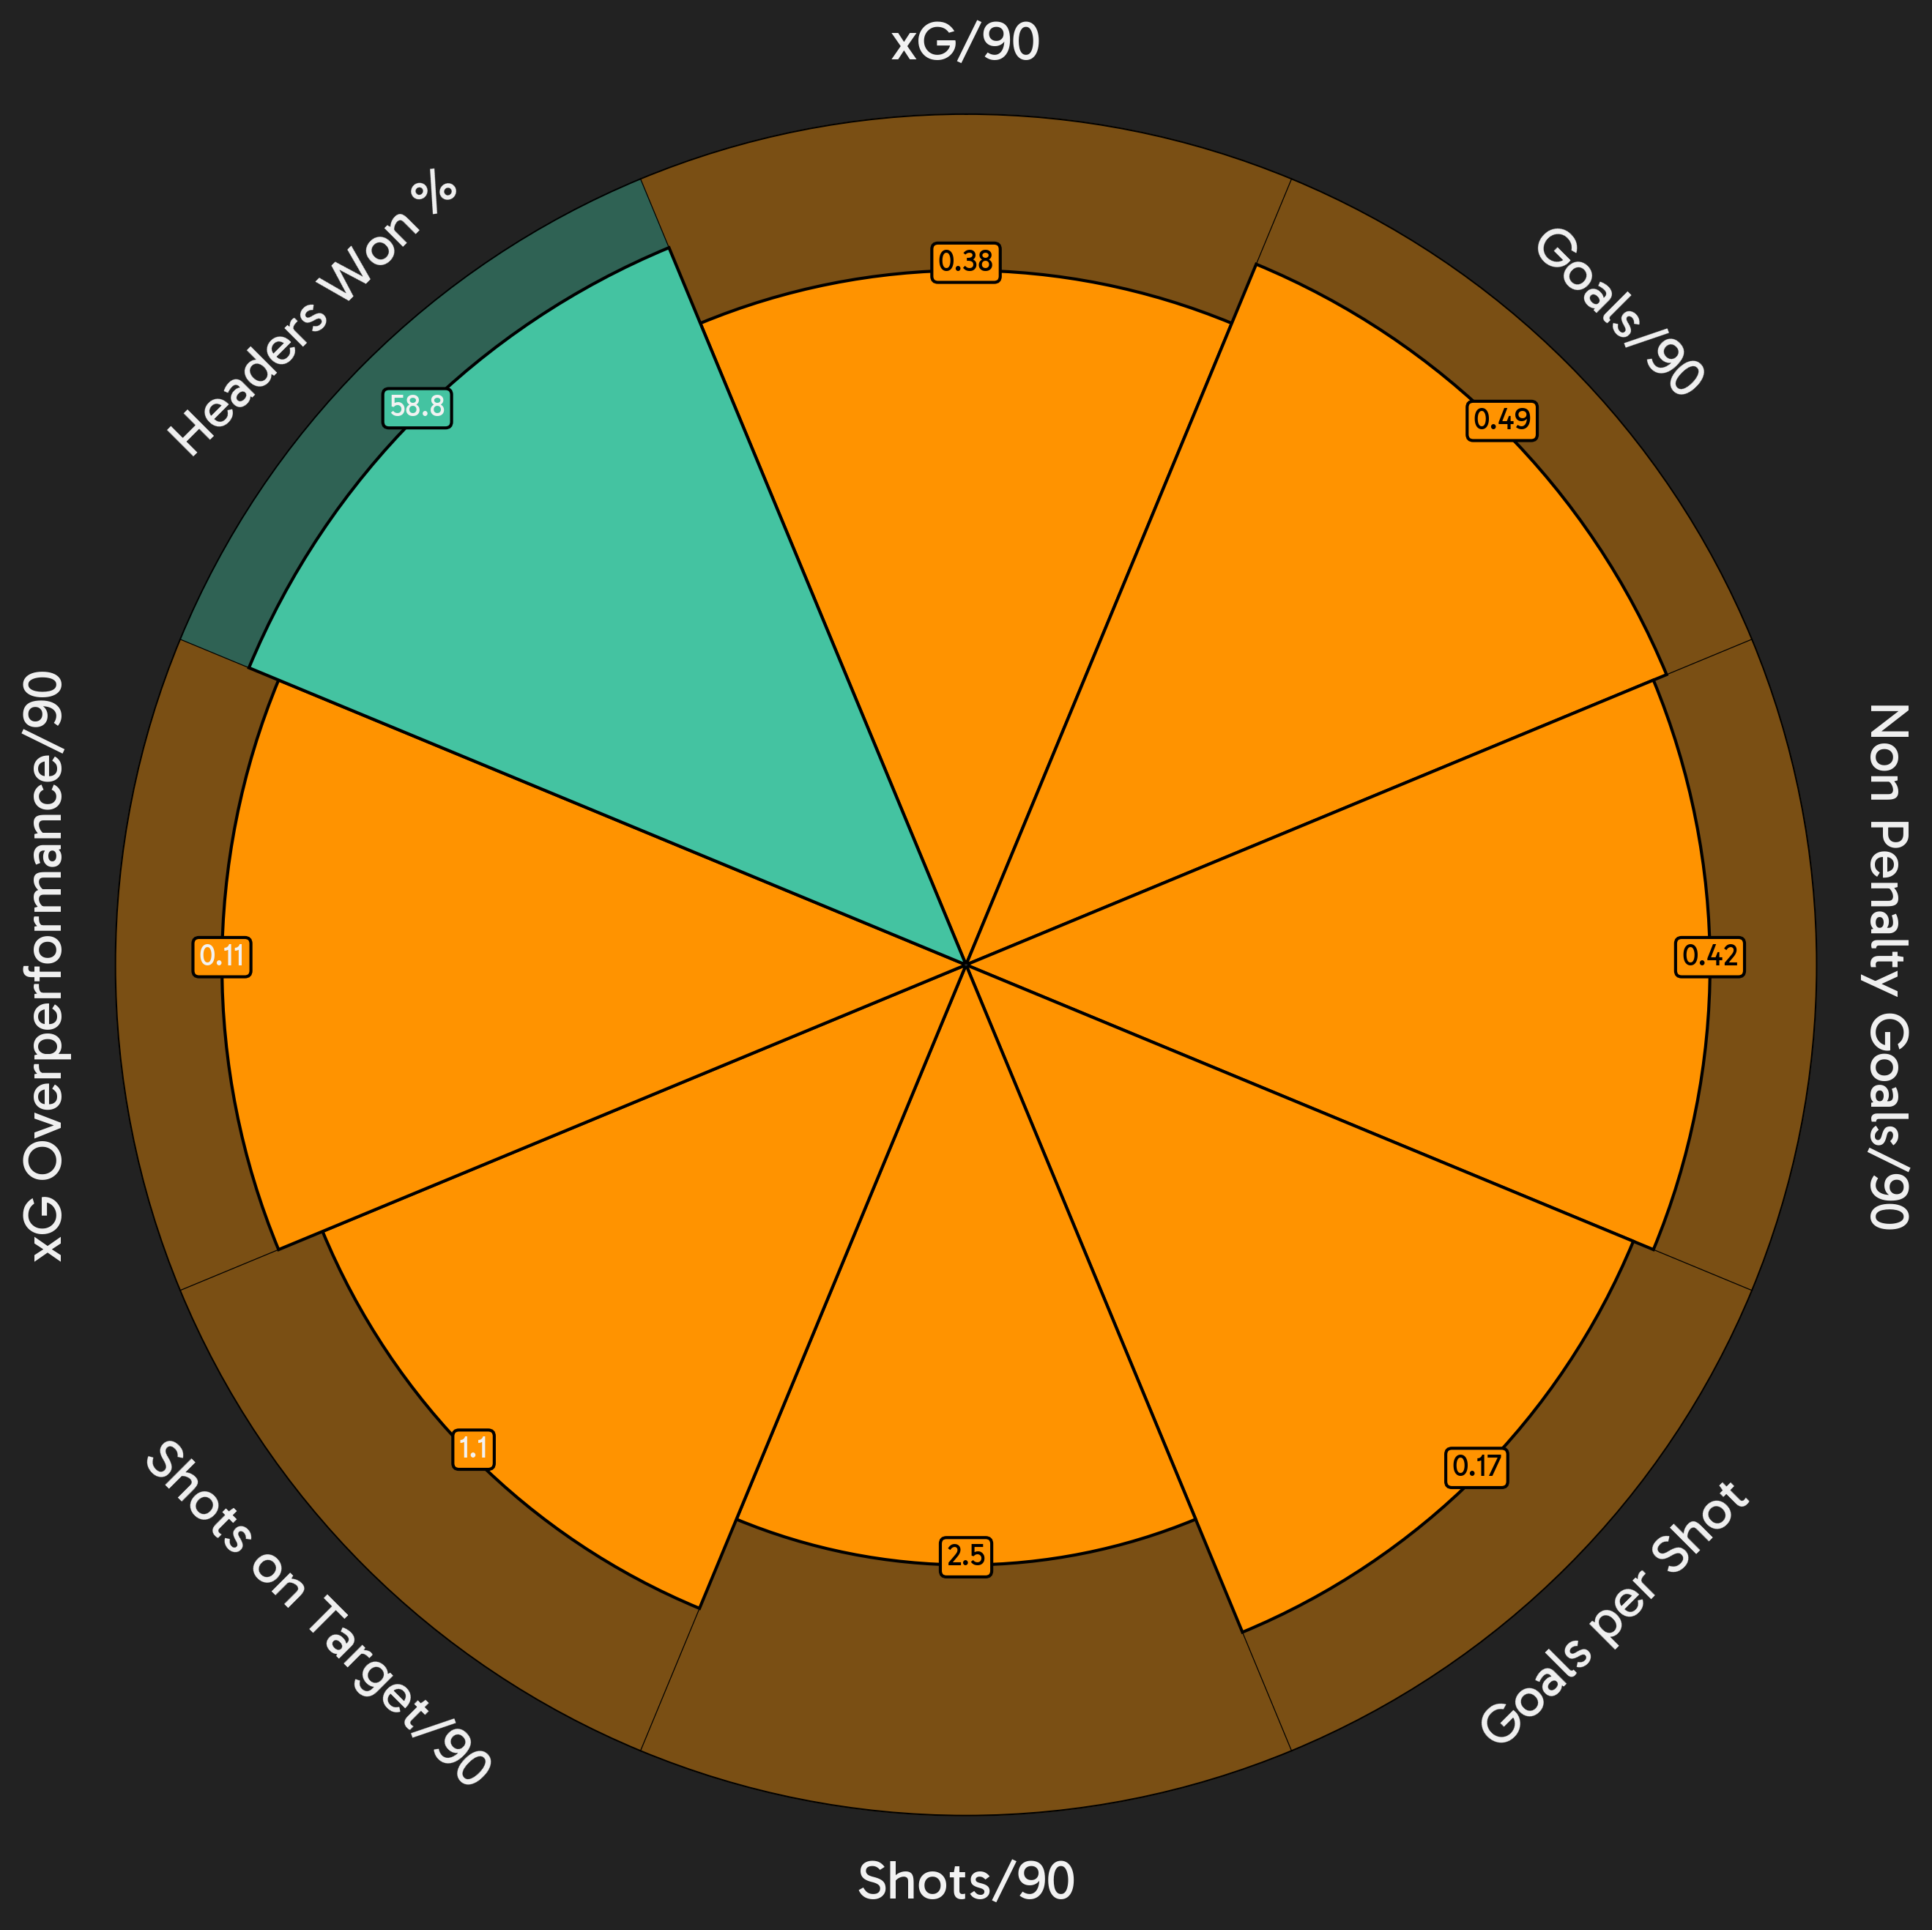 xG/90
Goals/90
Non Penalty Goals/90
Goals per Shot
Shots/90
Shots on Target/90
xG Overperformance/90
Headers Won %
0.38
0.49
0.42
0.17
2.5
1.1
0.11
58.8